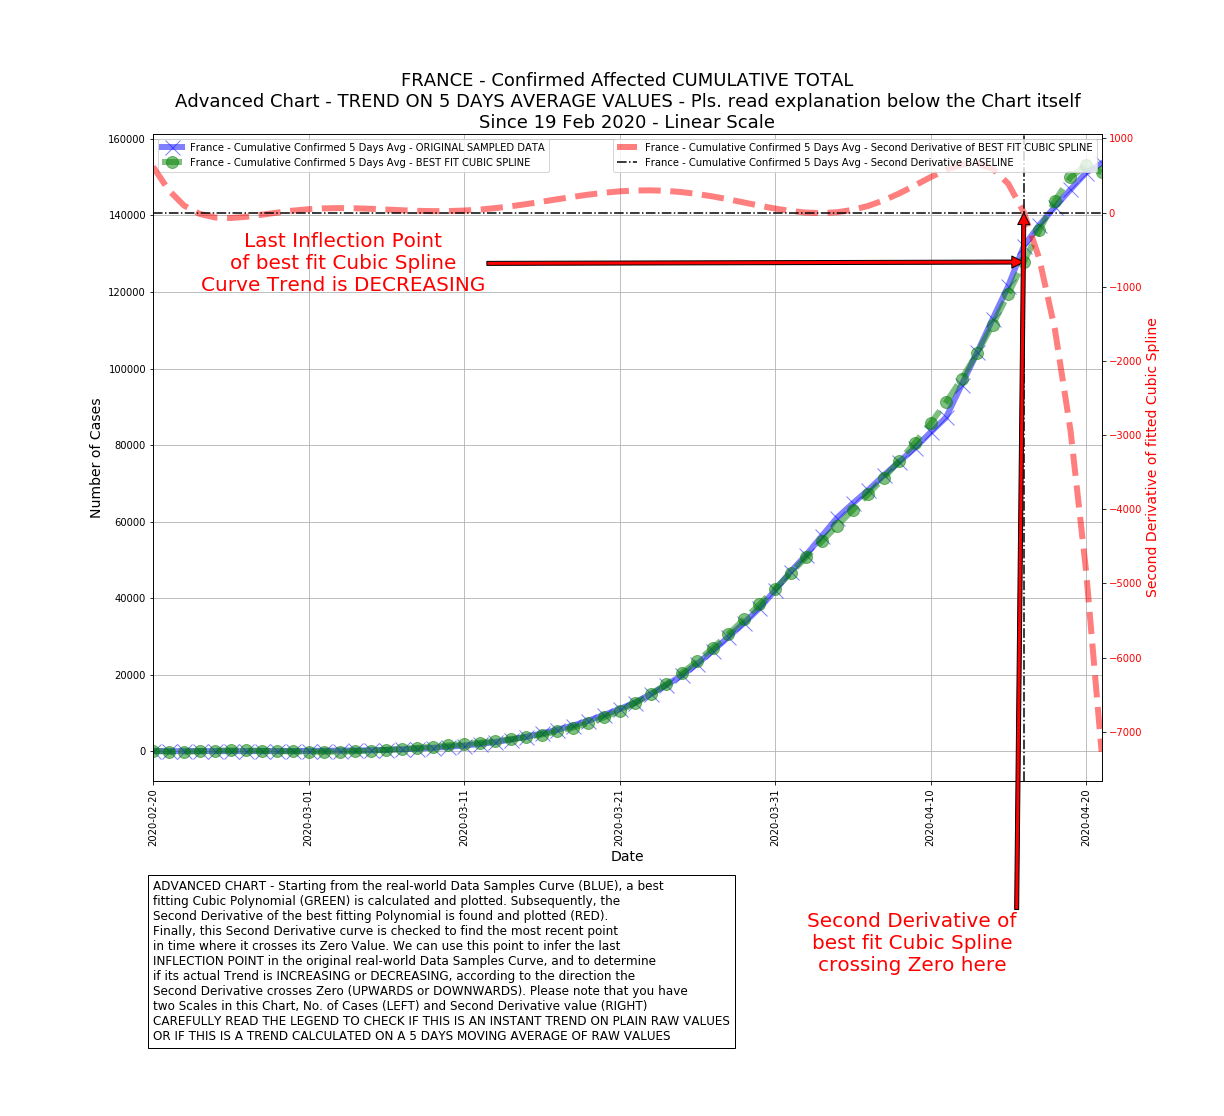 FRANCE - Confirmed Affected CUMULATIVE TOTAL
Advanced Chart - TREND ON 5 DAYS AVERAGE VALUES - Pls. read explanation below the Chart itself
Since 19 Feb 2020 - Linear Scale
France - Cumulative Confirmed 5 Days Avg - ORIGINAL SAMPLED DATA
France - Cumulative Confirmed 5 Days Avg - BEST FIT CUBIC SPLINE
France - Cumulative Confirmed 5 Days Avg - Second Derivative of BEST FIT CUBIC SPLINE
France - Cumulative Confirmed 5 Days Avg - Second Derivative BASELINE
160000
140000
120000
100000
80000
60000
40000
20000
0
Number of Cases
1000
0
−1000
−2000
−3000
−4000
−5000
−6000
−7000
Second Derivative of fitted Cubic Spline
Last Inflection Point
of best fit Cubic Spline
Curve Trend is DECREASING
2020-02-20
2020-03-01
2020-03-11
2020-03-21
2020-03-31
2020-04-10
2020-04-20
Date
Second Derivative of
best fit Cubic Spline
crossing Zero here
ADVANCED CHART - Starting from the real-world Data Samples Curve (BLUE), a best
fitting Cubic Polynomial (GREEN) is calculated and plotted. Subsequently, the
Second Derivative of the best fitting Polynomial is found and plotted (RED).
Finally, this Second Derivative curve is checked to find the most recent point
in time where it crosses its Zero Value. We can use this point to infer the last
INFLECTION POINT in the original real-world Data Samples Curve, and to determine
if its actual Trend is INCREASING or DECREASING, according to the direction the
Second Derivative crosses Zero (UPWARDS or DOWNWARDS). Please note that you have
two Scales in this Chart, No. of Cases (LEFT) and Second Derivative value (RIGHT)
CAREFULLY READ THE LEGEND TO CHECK IF THIS IS AN INSTANT TREND ON PLAIN RAW VALUES
OR IF THIS IS A TREND CALCULATED ON A 5 DAYS MOVING AVERAGE OF RAW VALUES